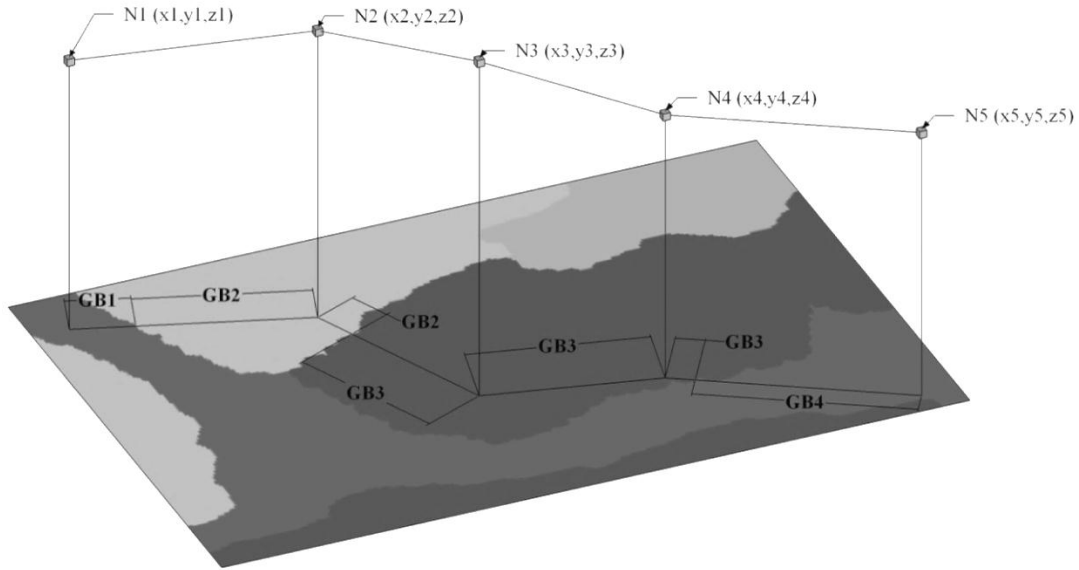 N1 (x1,y1,z1)
N2 (x2,y2,z2)
N3 (x3,y3,z3)
N4 (x4,y4,z4)
N5 (x5,y5,z5)
GB1
GB2
GB2
GB3
GB3
GB3
GB4